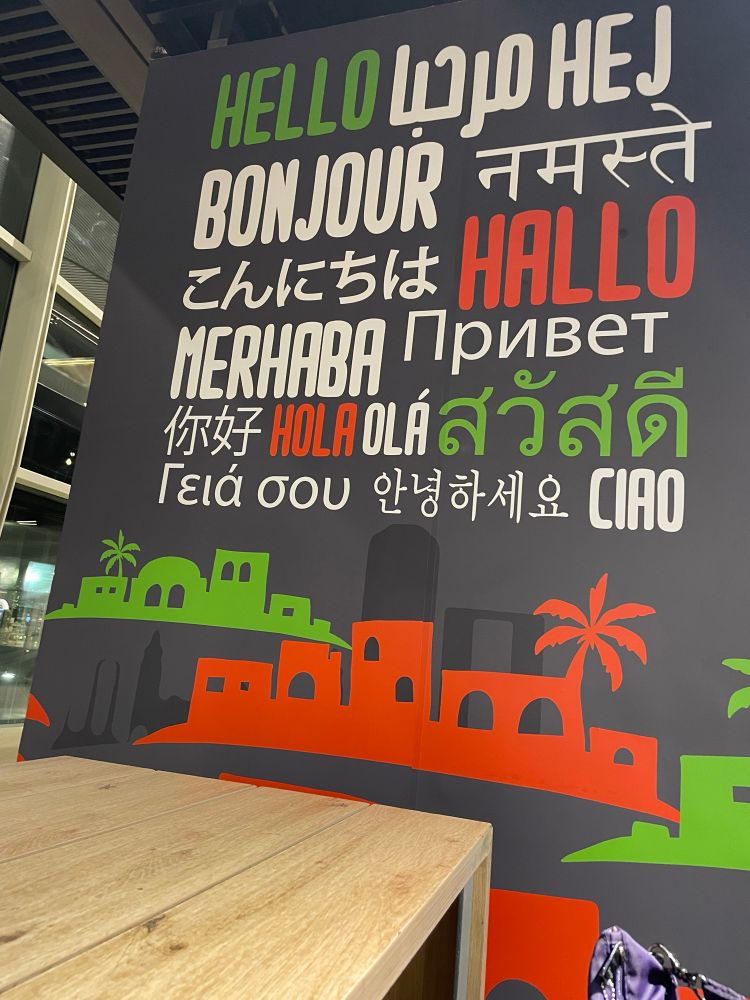 HELLO مرحبا HEJ
BONJOUR नमस्ते
こんにちは HALLO
MERHABA Привет
你好 HOLA OLÁ สวัสดี
Γειά σου 안녕하세요 CIAO